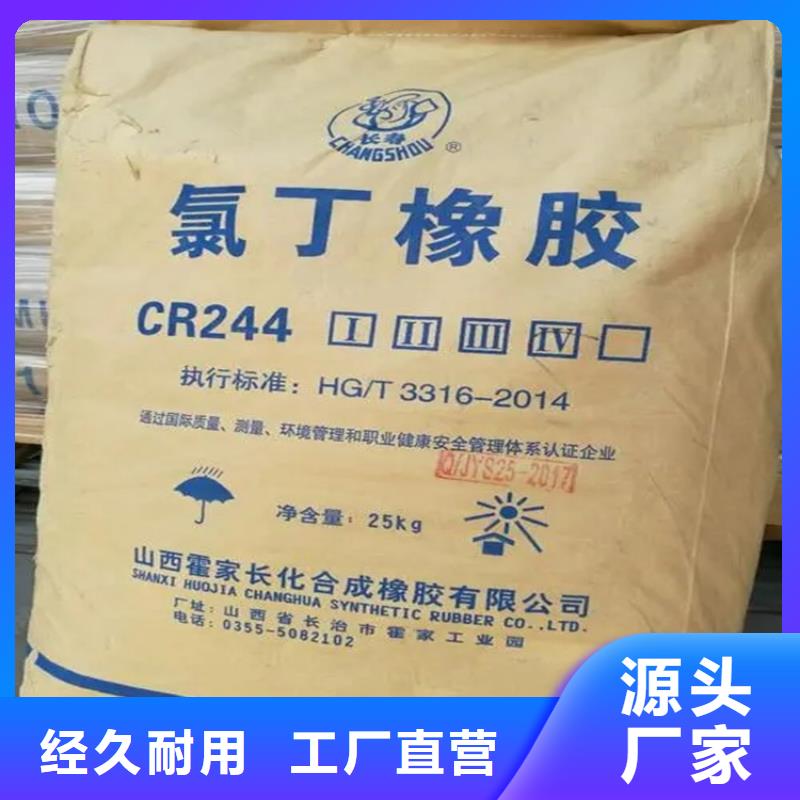 长春
CHANGSHOU ®
氯丁橡胶
CR244 I II III IV
执行标准：HG/T 3316-2014
通过国际质量、测量、环境管理和职业健康安全管理体系认证企业
Q/JYS25-2017
净含量：25kg
山西霍家长化合成橡胶有限公司
SHANXI HUOJIA CHANGHUA SYNTHETIC RUBBER CO.,LTD.
厂址：山西省长治市霍家工业园
电话：0355-5082102
源头
厂家
经久耐用 工厂直营